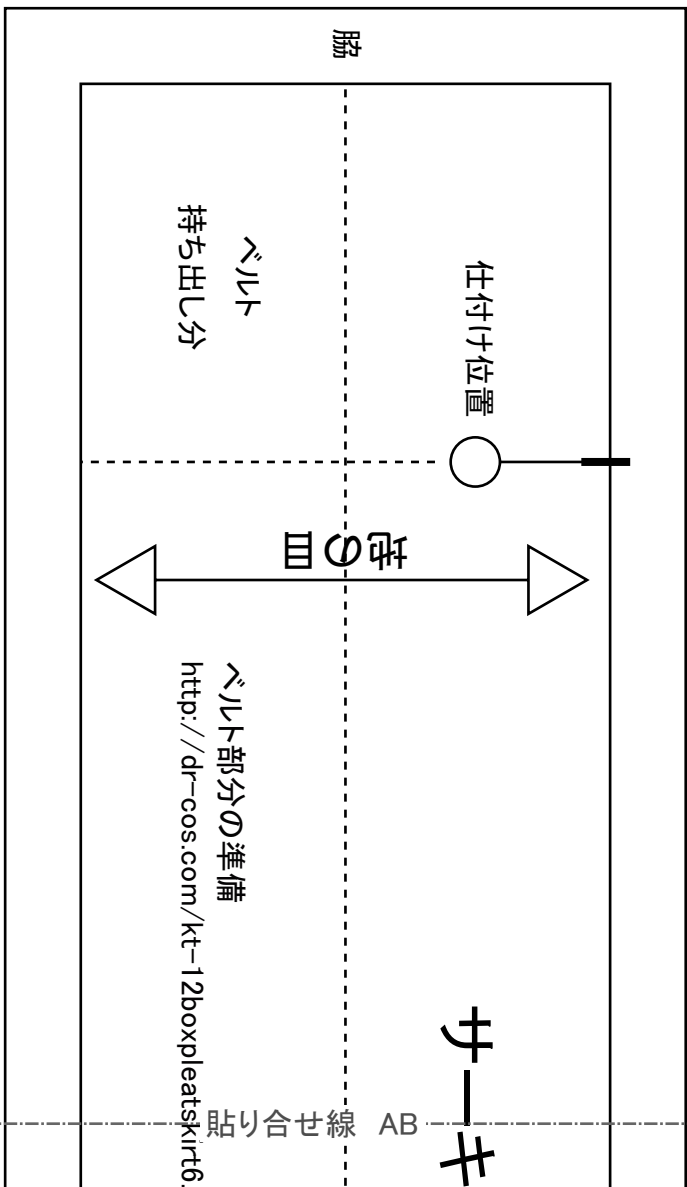 脇
ベルト
持ち出し分
仕付け位置
地の目
ベルト部分の準備
http://dr-cos.com/kt-12boxpleatskirt6.
サーキ
貼り合せ線 AB